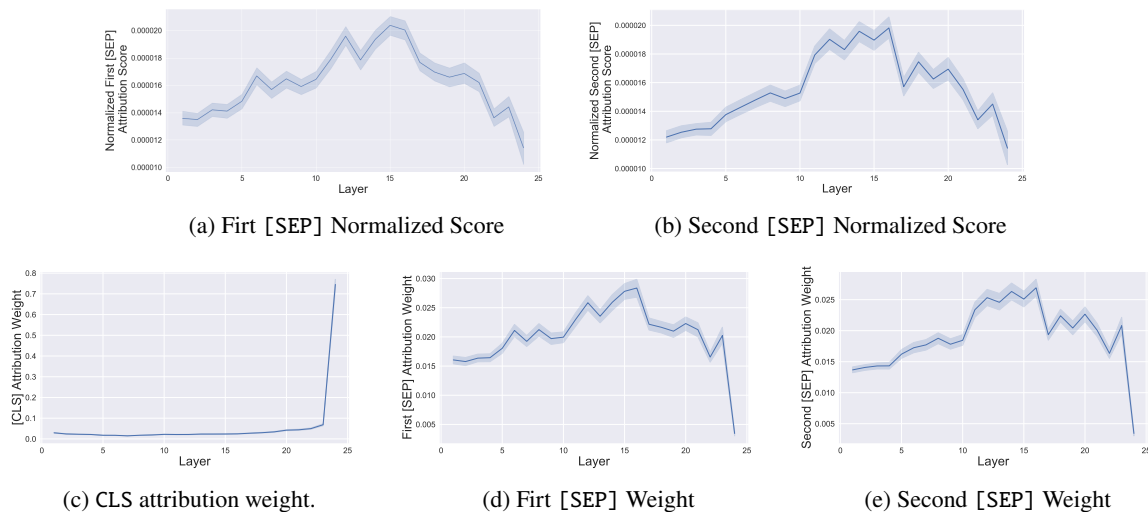 0.000020
0.000018
0.000016
0.000014
0.000012
0.000010
Normalized First [SEP]
Attribution Score
0 5 10 15 20 25
Layer
(a) Firt [SEP] Normalized Score
0.000020
0.000018
0.000016
0.000014
0.000012
0.000010
Normalized Second [SEP]
Attribution Score
0 5 10 15 20 25
Layer
(b) Second [SEP] Normalized Score
0.8
0.7
0.6
0.5
0.4
0.3
0.2
0.1
0.0
[CLS] Attribution Weight
0 5 10 15 20 25
Layer
(c) CLS attribution weight.
0.030
0.025
0.020
0.015
0.010
0.005
First [SEP] Attribution Weight
0 5 10 15 20 25
Layer
(d) Firt [SEP] Weight
0.025
0.020
0.015
0.010
0.005
Second [SEP] Attribution Weight
0 5 10 15 20 25
Layer
(e) Second [SEP] Weight